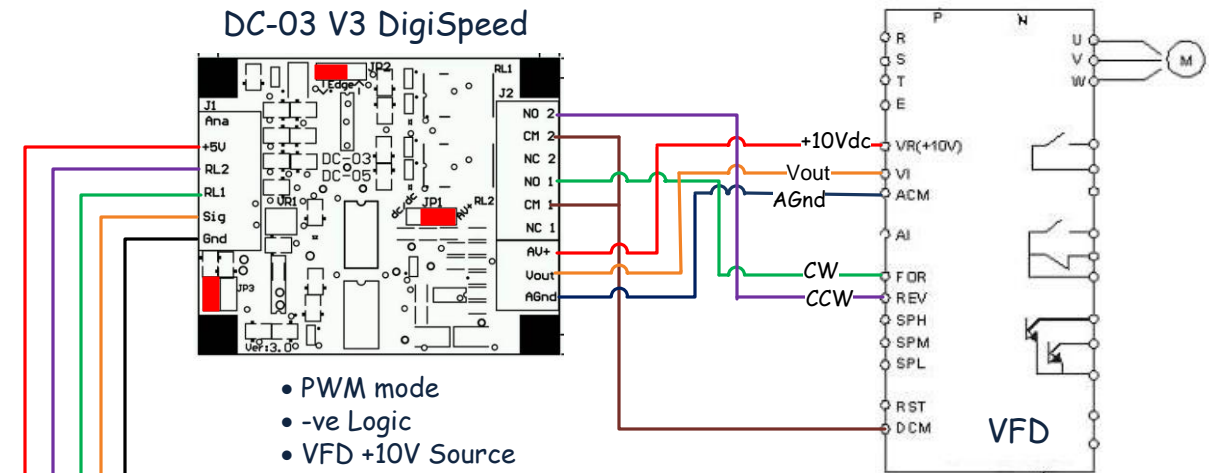 DC-03 V3 DigiSpeed
JP2
Edge
RL1
J2
J1
Ana
+5V
RL2
RL1
Sig
Gnd
DC-03
DC-05
VR1
dc/dc
JP1
AV+
RL2
JP3
Ver:3.0
NO 2
CM 2
NC 2
NO 1
CM 1
NC 1
AV+
Vout
AGnd
• PWM mode
• -ve Logic
• VFD +10V Source
+10Vdc
Vout
AGnd
CW
CCW
P
N
R
S
T
E
VR(+10V)
VI
ACM
AI
FOR
REV
SPH
SPM
SPL
RST
DCM
U
V
W
M
VFD